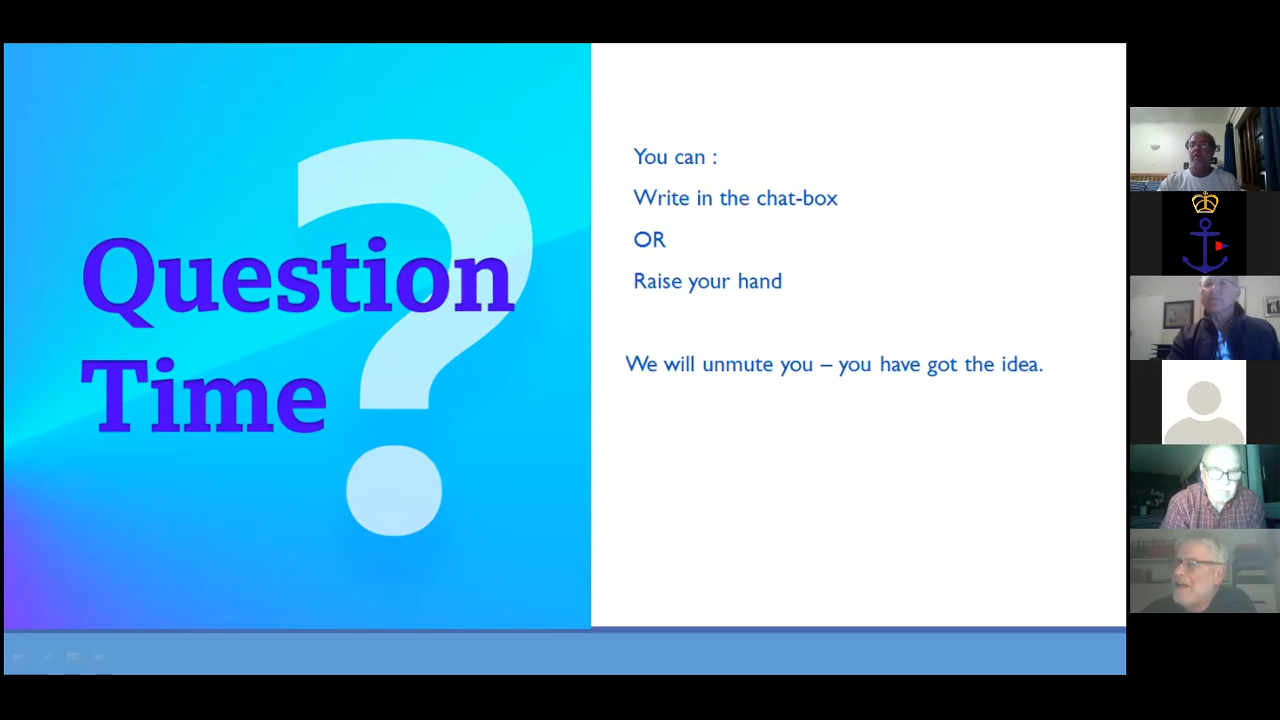 Question
Time
You can :
Write in the chat-box
OR
Raise your hand
We will unmute you – you have got the idea.